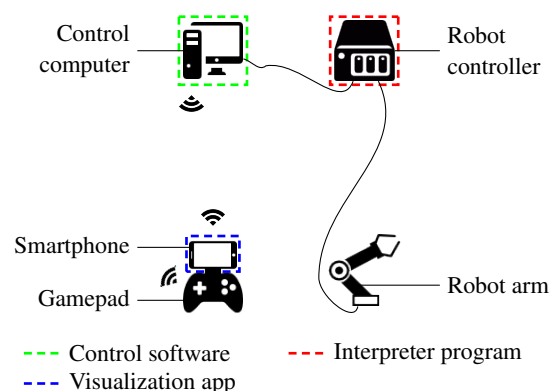 Control
computer
Robot
controller
Smartphone
Gamepad
Robot arm
Control software
Interpreter program
Visualization app